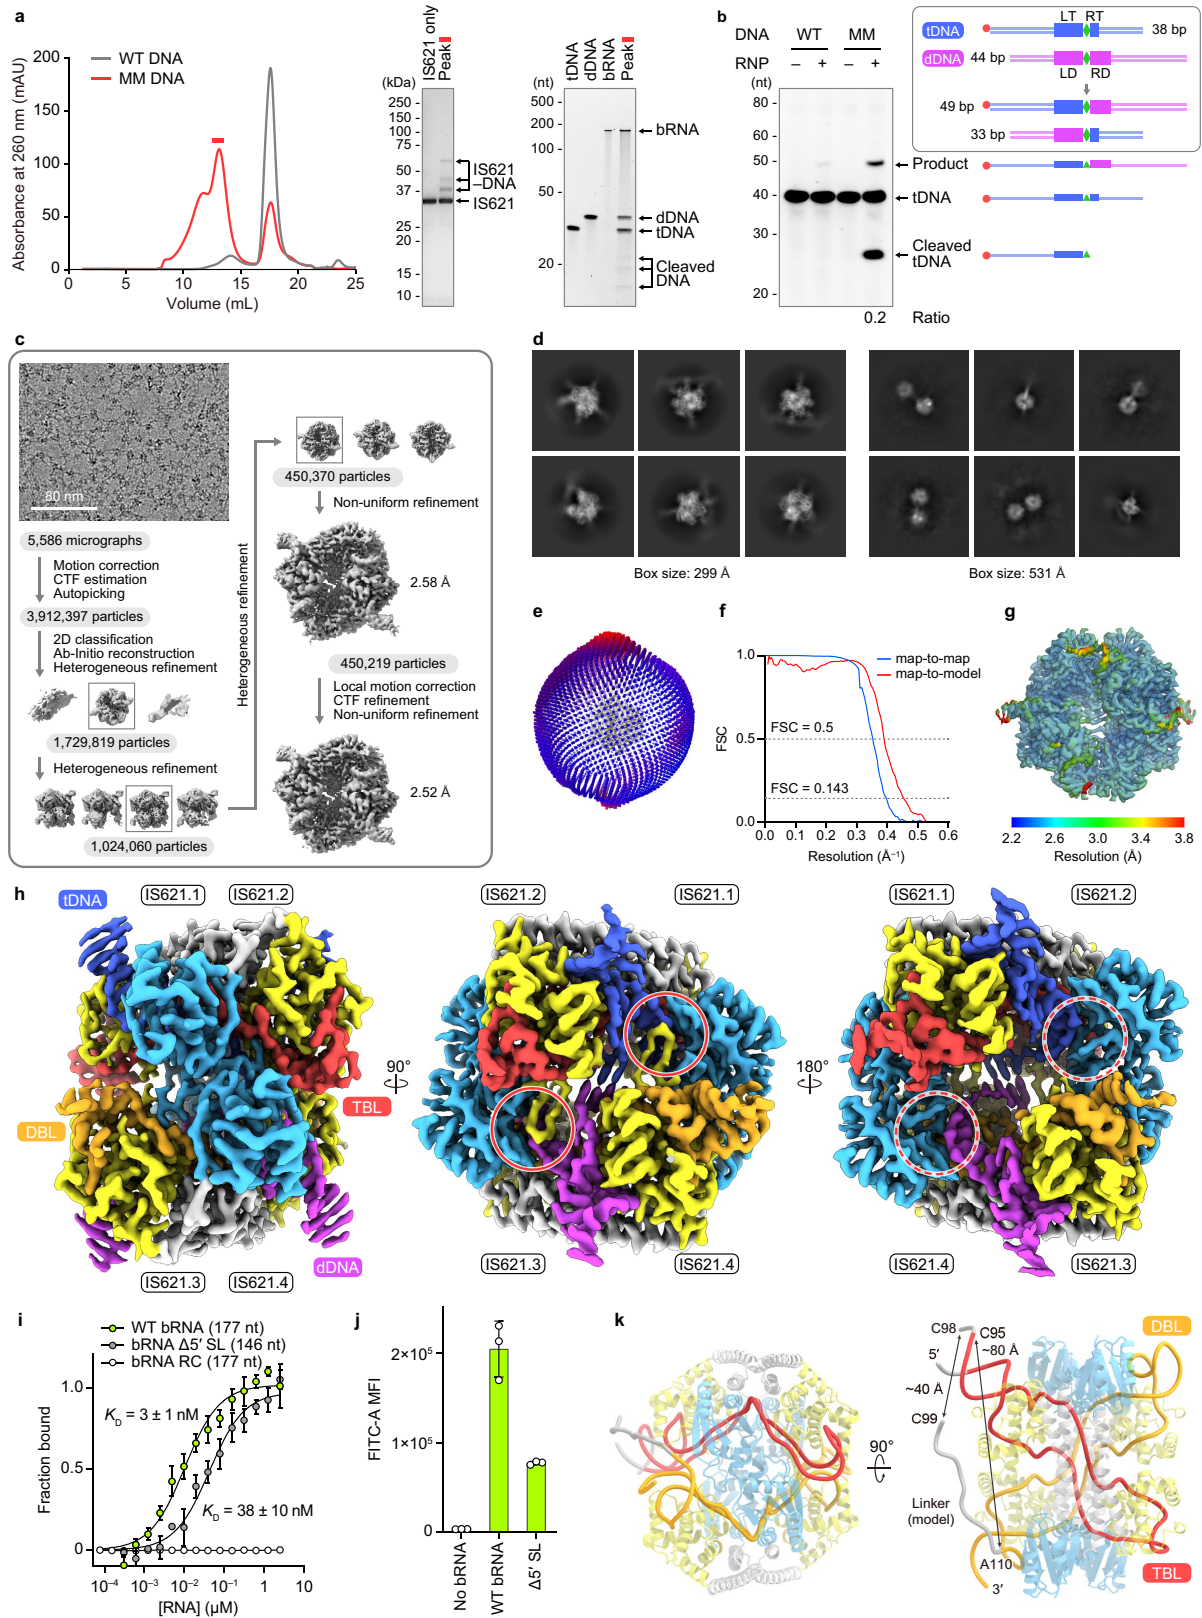 a
WT DNA
MM DNA
Absorbance at 260 nm (mAU)
200
150
100
50
0
0 5 10 15 20 25
Volume (mL)
IS621 only
Peak
(kDa)
250
150
100
75
50
37
25
20
15
10
IS621
–DNA
IS621
tDNA
dDNA
bRNA
Peak
(nt)
500
200
100
50
20
bRNA
dDNA
tDNA
Cleaved
DNA
b
DNA WT MM
RNP – + – +
(nt)
80
60
50
40
30
20
Product
tDNA
Cleaved
tDNA
0.2 Ratio
LT RT
tDNA 38 bp
dDNA 44 bp
LD RD
49 bp
33 bp
c
80 nm
5,586 micrographs
Motion correction
CTF estimation
Autopicking
3,912,397 particles
2D classification
Ab-Initio reconstruction
Heterogeneous refinement
1,729,819 particles
Heterogeneous refinement
1,024,060 particles
Heterogeneous refinement
450,370 particles
Non-uniform refinement
2.58 Å
450,219 particles
Local motion correction
CTF refinement
Non-uniform refinement
2.52 Å
d
Box size: 299 Å
Box size: 531 Å
e
f
map-to-map
map-to-model
FSC
1.0
0.5
0.0
FSC = 0.5
FSC = 0.143
0.0 0.1 0.2 0.3 0.4 0.5 0.6
Resolution (Å⁻¹)
g
2.2 2.6 3.0 3.4 3.8
Resolution (Å)
h
tDNA
IS621.1 IS621.2
DBL
TBL
dDNA
IS621.3 IS621.4
90°
IS621.2 IS621.1
IS621.3 IS621.4
180°
IS621.1 IS621.2
IS621.4 IS621.3
i
WT bRNA (177 nt)
bRNA Δ5′ SL (146 nt)
bRNA RC (177 nt)
Fraction bound
1.0
0.5
0
K_D = 3 ± 1 nM
K_D = 38 ± 10 nM
10⁻⁴ 10⁻³ 10⁻² 10⁻¹ 1 10
[RNA] (µM)
j
FITC-A MFI
2×10⁵
1×10⁵
0
No bRNA
WT bRNA
Δ5′ SL
k
90°
C98
C95
5′
~80 Å
~40 Å
C99
Linker
(model)
A110
3′
DBL
TBL